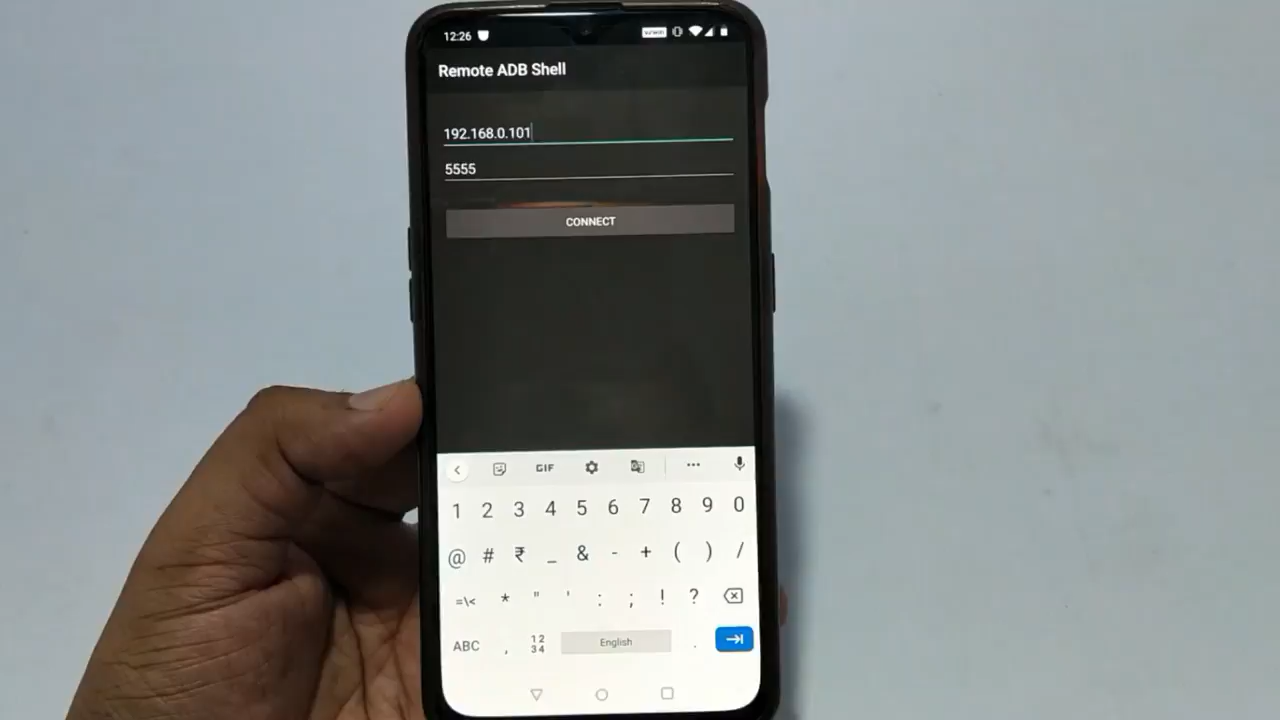 12:26
Remote ADB Shell
192.168.0.101
5555
CONNECT
GIF
1 2 3 4 5 6 7 8 9 0
@ # ₹ _ & - + ( ) /
=\< * " ' : ; ! ?
ABC , 12 34 English .